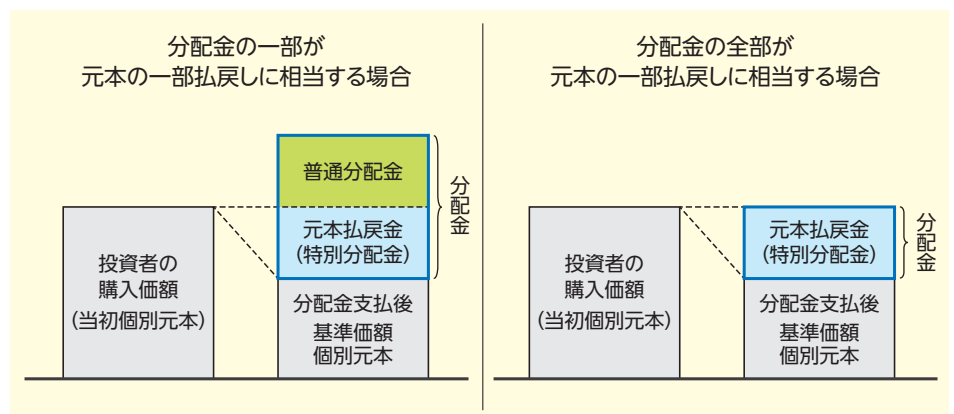 分配金の一部が
元本の一部払戻しに相当する場合
普通分配金
元本払戻金
(特別分配金)
分配金
投資者の
購入価額
(当初個別元本)
分配金支払後
基準価額
個別元本
分配金の全部が
元本の一部払戻しに相当する場合
元本払戻金
(特別分配金)
分配金
投資者の
購入価額
(当初個別元本)
分配金支払後
基準価額
個別元本